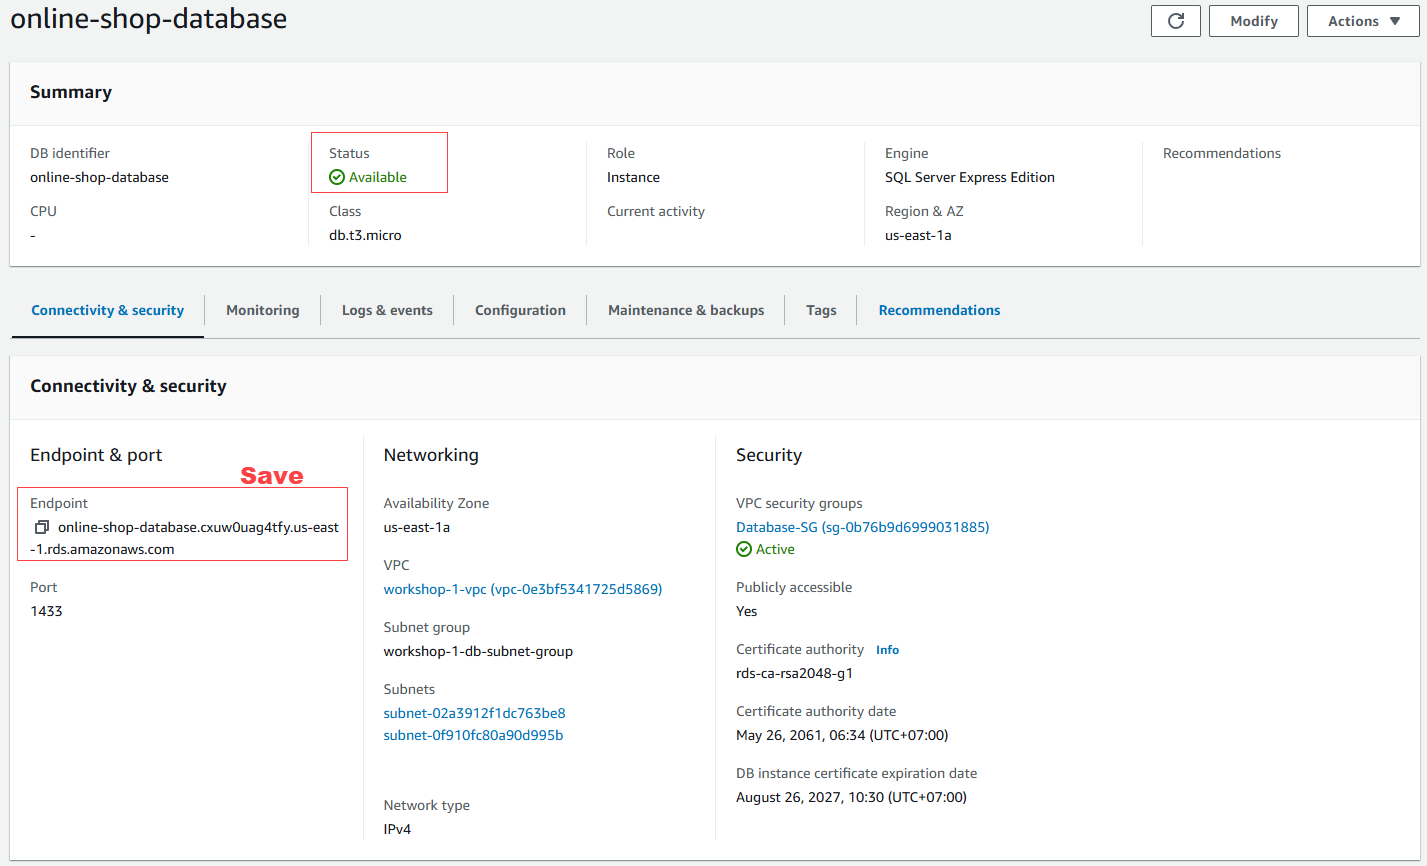 online-shop-database
Modify
Actions
Summary
DB identifier
online-shop-database
Status
Available
Role
Instance
Engine
SQL Server Express Edition
Recommendations
CPU
-
Class
db.t3.micro
Current activity
Region & AZ
us-east-1a
Connectivity & security
Monitoring
Logs & events
Configuration
Maintenance & backups
Tags
Recommendations
Connectivity & security
Endpoint & port
Save
Endpoint
online-shop-database.cxuw0uag4tfy.us-east
-1.rds.amazonaws.com
Port
1433
Networking
Availability Zone
us-east-1a
VPC
workshop-1-vpc (vpc-0e3bf5341725d5869)
Subnet group
workshop-1-db-subnet-group
Subnets
subnet-02a3912f1dc763be8
subnet-0f910fc80a90d995b
Network type
IPv4
Security
VPC security groups
Database-SG (sg-0b76b9d6999031885)
Active
Publicly accessible
Yes
Certificate authority Info
rds-ca-rsa2048-g1
Certificate authority date
May 26, 2061, 06:34 (UTC+07:00)
DB instance certificate expiration date
August 26, 2027, 10:30 (UTC+07:00)